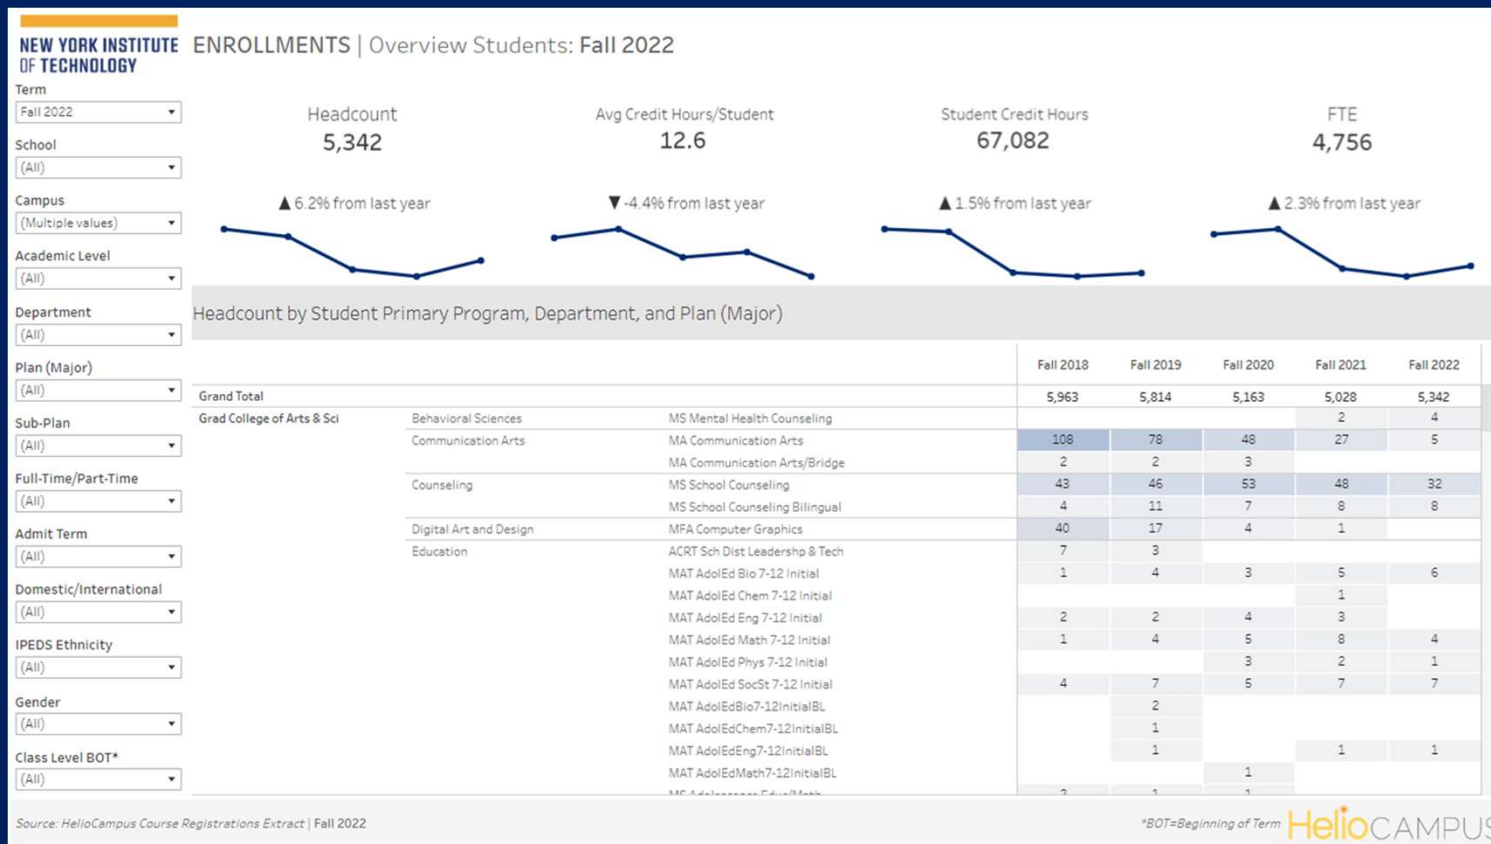 NEW YORK INSTITUTE
OF TECHNOLOGY
ENROLLMENTS | Overview Students: Fall 2022
Term
Fall 2022
School
(All)
Campus
(Multiple values)
Academic Level
(All)
Department
(All)
Plan (Major)
(All)
Sub-Plan
(All)
Full-Time/Part-Time
(All)
Admit Term
(All)
Domestic/International
(All)
IPEDS Ethnicity
(All)
Gender
(All)
Class Level BOT*
(All)
Headcount Avg Credit Hours/Student Student Credit Hours FTE
5,342 12.6 67,082 4,756
▲ 6.2% from last year ▼ -4.4% from last year ▲ 1.5% from last year ▲ 2.3% from last year
Headcount by Student Primary Program, Department, and Plan (Major)
Fall 2018 Fall 2019 Fall 2020 Fall 2021 Fall 2022
Grand Total 5,963 5,814 5,163 5,028 5,342
Grad College of Arts & Sci Behavioral Sciences MS Mental Health Counseling 2 4
Communication Arts MA Communication Arts 108 78 48 27 5
MA Communication Arts/Bridge 2 2 3
Counseling MS School Counseling 43 46 53 48 32
MS School Counseling Bilingual 4 11 7 8 8
Digital Art and Design MFA Computer Graphics 40 17 4 1
Education ACRT Sch Dist Leadershp & Tech 7 3
MAT AdolEd Bio 7-12 Initial 1 4 3 5 6
MAT AdolEd Chem 7-12 Initial 1
MAT AdolEd Eng 7-12 Initial 2 2 4 3
MAT AdolEd Math 7-12 Initial 1 4 5 8 4
MAT AdolEd Phys 7-12 Initial 3 2 1
MAT AdolEd SocSt 7-12 Initial 4 7 5 7 7
MAT AdolEdBio7-12InitialBL 2
MAT AdolEdChem7-12InitialBL 1
MAT AdolEdEng7-12InitialBL 1 1 1
MAT AdolEdMath7-12InitialBL 1
Source: HelioCampus Course Registrations Extract | Fall 2022
*BOT=Beginning of Term
HelioCAMPUS